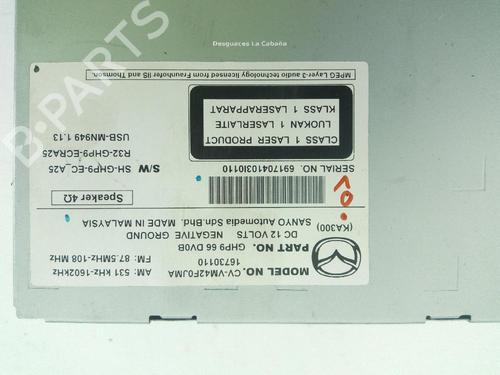 MODEL NO. CV-VM42F0JMA
16730110
PART NO. GHP9 66 DV0B
(KA300)
DC 12 VOLTS NEGATIVE GROUND
SANYO Automedia Sdn.Bhd. MADE IN MALAYSIA
AM: 531 kHz-1602kHz
FM: 87.5MHz-108 MHz
Speaker 4Ω
SERIAL NO. 6917041030110
S/W SH-GHP9-EC_A25
R32-GHP9-ECRA25
USB-MN949 1.13
CLASS 1 LASER PRODUCT
LUOKAN 1 LASERLAITE
KLASS 1 LASERAPPARAT
MPEG Layer-3 audio technology licensed from Fraunhofer IIS and Thomson.
Desguaces La Cabaña
B-PARTS